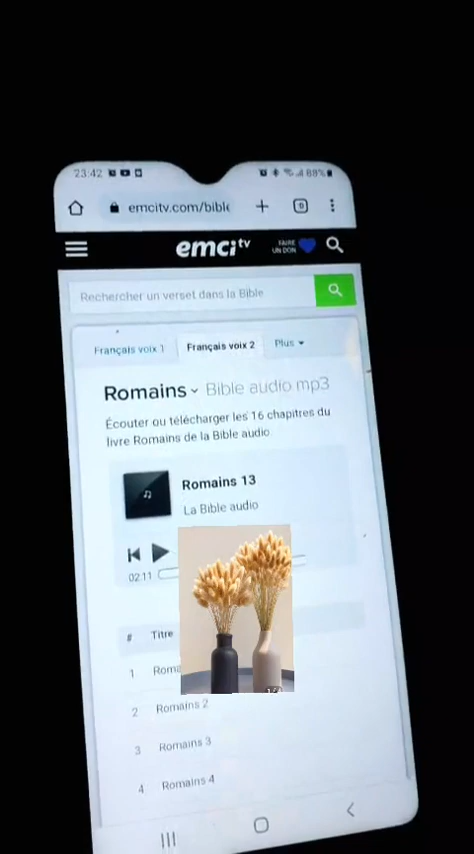 23:42
88%
emcitv.com/bible
emci tv
FAIRE
UN DON
Rechercher un verset dans la Bible
Français voix 1 Français voix 2 Plus
Romains Bible audio mp3
Écouter ou télécharger les 16 chapitres du
livre Romains de la Bible audio
Romains 13
La Bible audio
02:11
# Titre
1 Roma
2 Romains 2
3 Romains 3
4 Romains 4